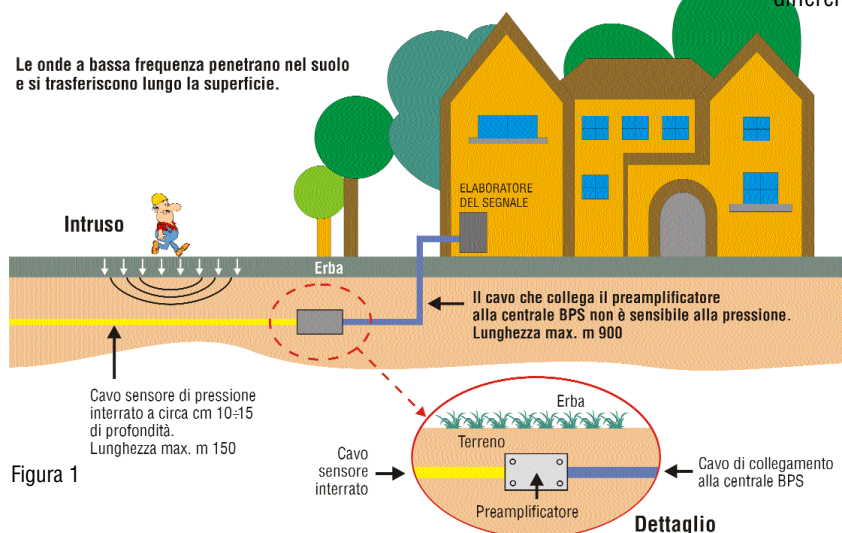 Le onde a bassa frequenza penetrano nel suolo
e si trasferiscono lungo la superficie.
Intruso
ELABORATORE
DEL SEGNALE
Erba
Il cavo che collega il preamplificatore
alla centrale BPS non è sensibile alla pressione.
Lunghezza max. m 900
Cavo sensore di pressione
interrato a circa cm 10÷15
di profondità.
Lunghezza max. m 150
Figura 1
Erba
Terreno
Cavo
sensore
interrato
Preamplificatore
Cavo di collegamento
alla centrale BPS
Dettaglio